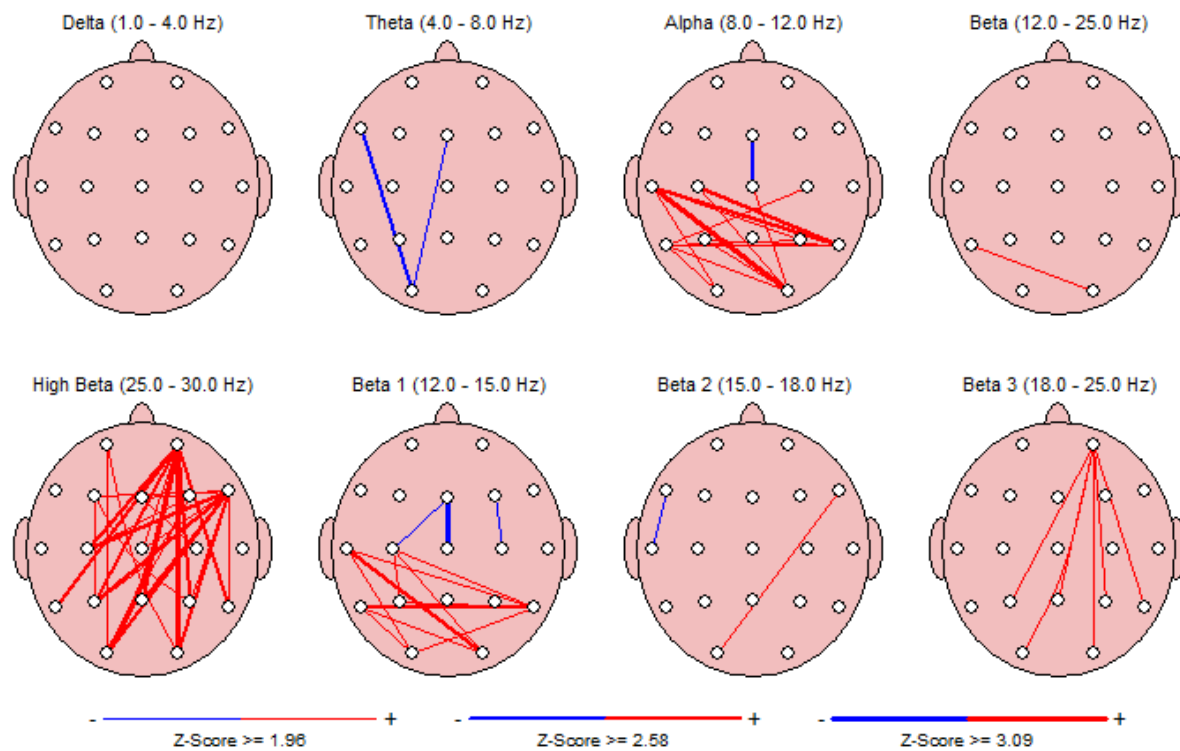 Delta (1.0 - 4.0 Hz) Theta (4.0 - 8.0 Hz) Alpha (8.0 - 12.0 Hz) Beta (12.0 - 25.0 Hz)
High Beta (25.0 - 30.0 Hz) Beta 1 (12.0 - 15.0 Hz) Beta 2 (15.0 - 18.0 Hz) Beta 3 (18.0 - 25.0 Hz)
- + - + - +
Z-Score >= 1.96 Z-Score >= 2.58 Z-Score >= 3.09